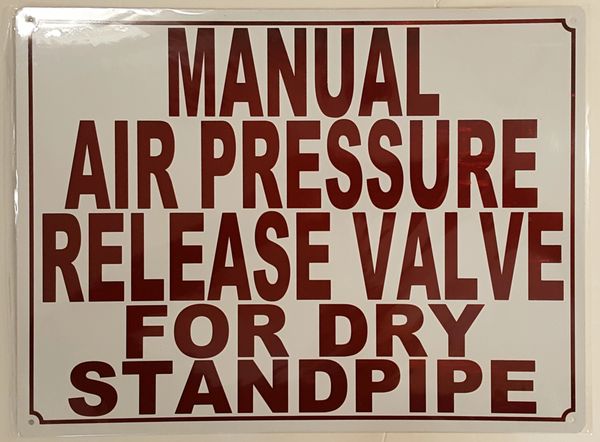 MANUAL
AIR PRESSURE
RELEASE VALVE
FOR DRY
STANDPIPE